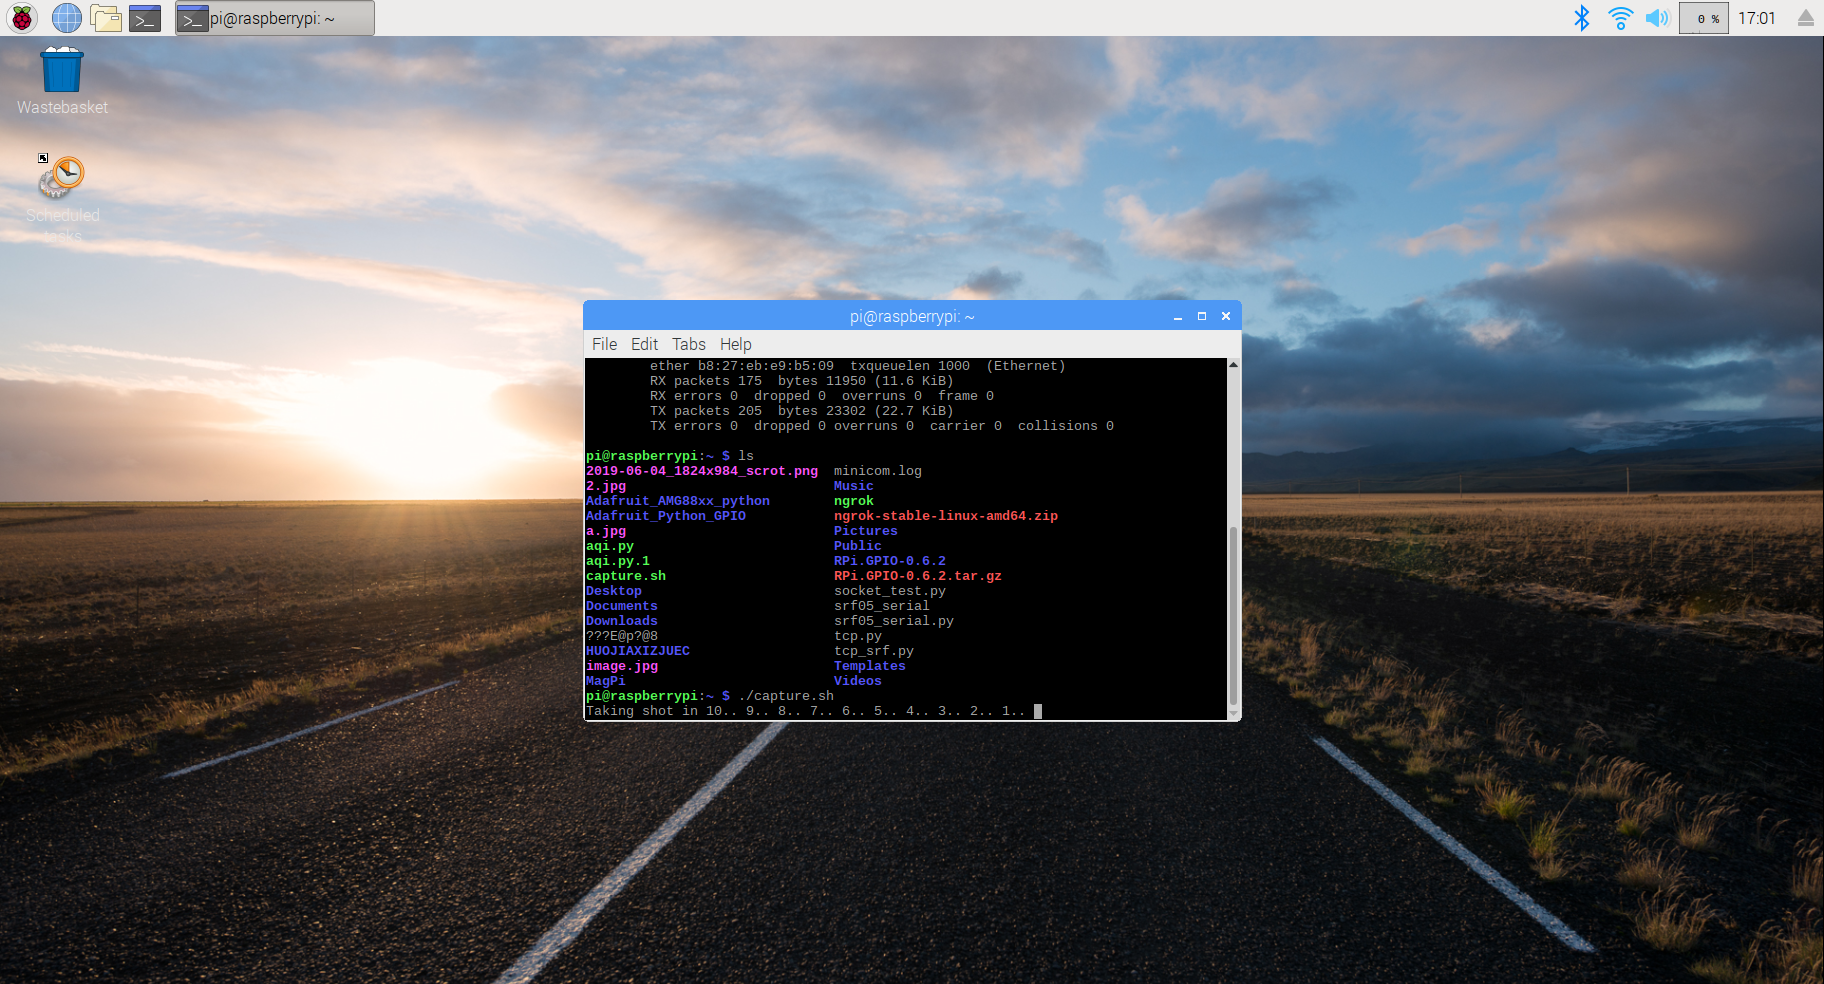 pi@raspberrypi: ~
0 %
17:01
Wastebasket
Scheduled
tasks
pi@raspberrypi: ~
File Edit Tabs Help
ether b8:27:eb:e9:b5:09  txqueuelen 1000  (Ethernet)
RX packets 175  bytes 11950 (11.6 KiB)
RX errors 0  dropped 0  overruns 0  frame 0
TX packets 205  bytes 23302 (22.7 KiB)
TX errors 0  dropped 0 overruns 0  carrier 0  collisions 0
pi@raspberrypi:~ $ ls
2019-06-04_1824x984_scrot.png  minicom.log
2.jpg  Music
Adafruit_AMG88xx_python  ngrok
Adafruit_Python_GPIO  ngrok-stable-linux-amd64.zip
a.jpg  Pictures
aqi.py  Public
aqi.py.1  RPi.GPIO-0.6.2
capture.sh  RPi.GPIO-0.6.2.tar.gz
Desktop  socket_test.py
Documents  srf05_serial
Downloads  srf05_serial.py
???E@p?@8  tcp.py
HUOJIAXIZJUEC  tcp_srf.py
image.jpg  Templates
MagPi  Videos
pi@raspberrypi:~ $ ./capture.sh
Taking shot in 10.. 9.. 8.. 7.. 6.. 5.. 4.. 3.. 2.. 1..